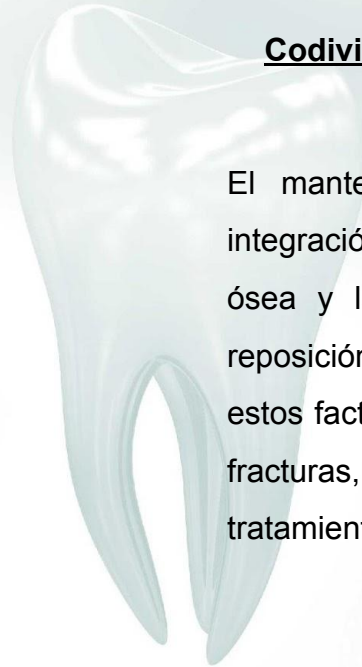 Codivi
El mante
integració
ósea y l
reposición
estos fact
fracturas,
tratamient